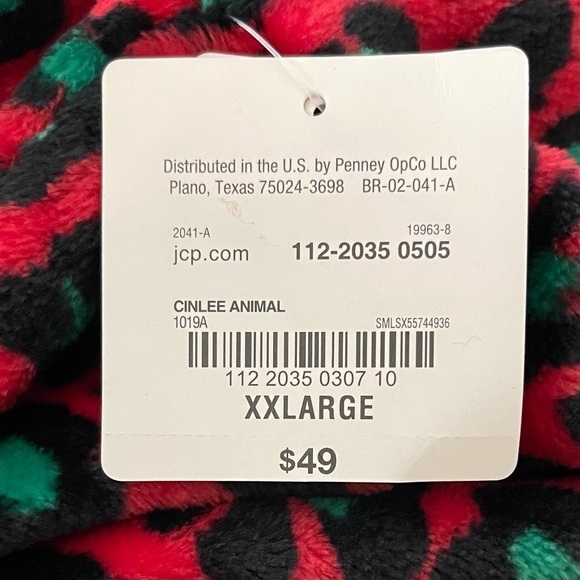 Distributed in the U.S. by Penney OpCo LLC
Plano, Texas 75024-3698 BR-02-041-A
2041-A 19963-8
jcp.com 112-2035 0505
CINLEE ANIMAL
1019A SMLSX55744936
112 2035 0307 10
XXLARGE
$49